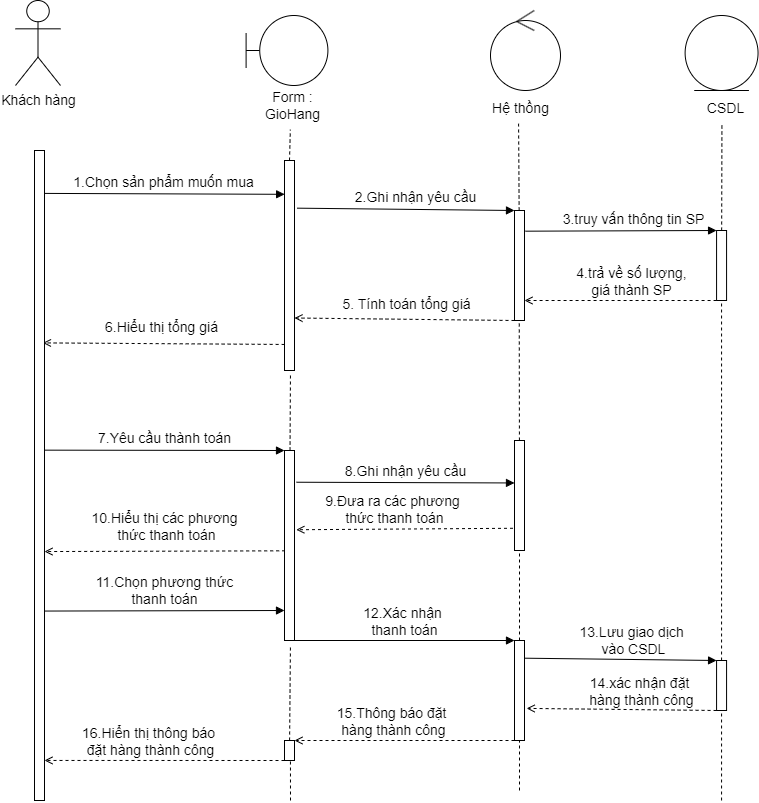 Khách hàng
Form :
GioHang
Hệ thồng
CSDL
1.Chọn sản phẩm muốn mua
2.Ghi nhận yêu cầu
3.truy vấn thông tin SP
4.trả về số lượng,
giá thành SP
5. Tính toán tổng giá
6.Hiểu thị tổng giá
7.Yêu cầu thành toán
8.Ghi nhận yêu cầu
9.Đưa ra các phương
thức thanh toán
10.Hiểu thị các phương
thức thanh toán
11.Chọn phương thức
thanh toán
12.Xác nhận
thanh toán
13.Lưu giao dịch
vào CSDL
14.xác nhận đặt
hàng thành công
15.Thông báo đặt
hàng thành công
16.Hiển thị thông báo
đặt hàng thành công